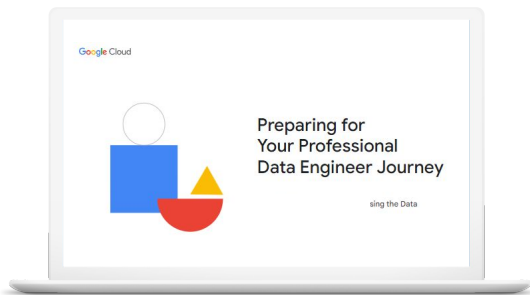 Google Cloud
Preparing for
Your Professional
Data Engineer Journey
sing the Data